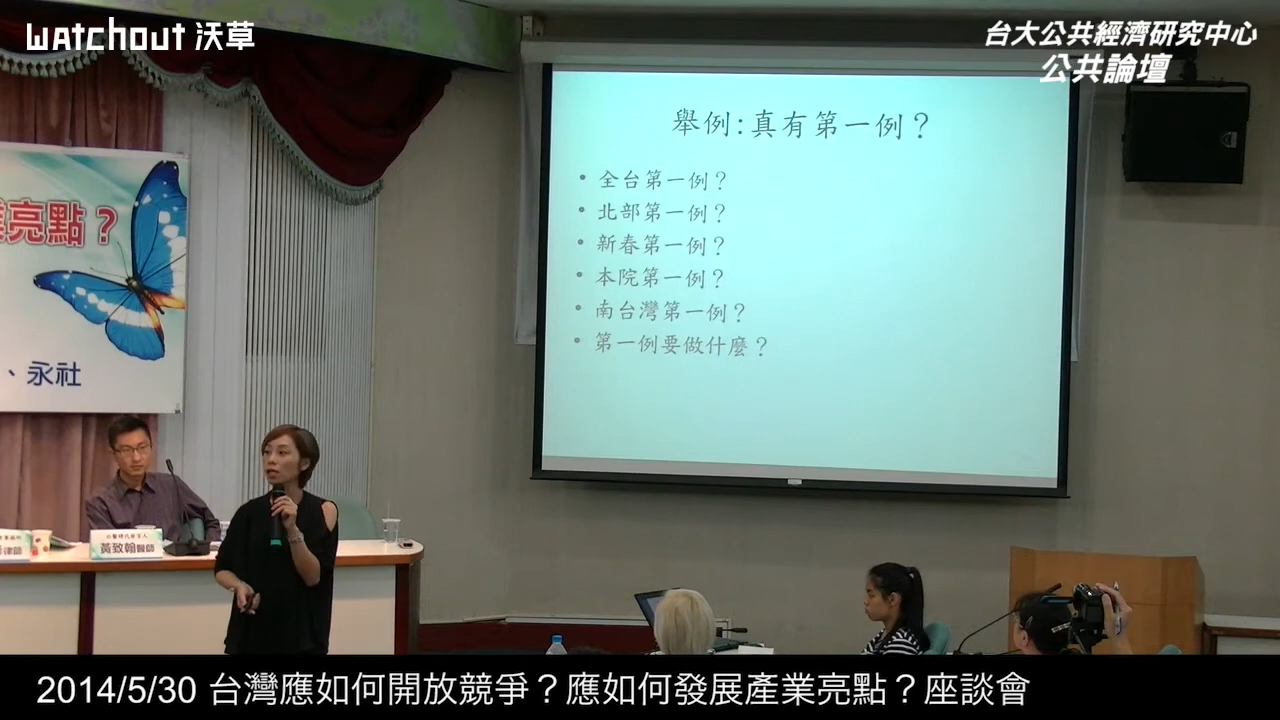 watchout 沃草
台大公共經濟研究中心
公共論壇
舉例:真有第一例？
• 全台第一例？
• 北部第一例？
• 新春第一例？
• 本院第一例？
• 南台灣第一例？
• 第一例要做什麼？
亮點？
、永社
律師
黃致翰醫師
2014/5/30 台灣應如何開放競爭？應如何發展產業亮點？座談會